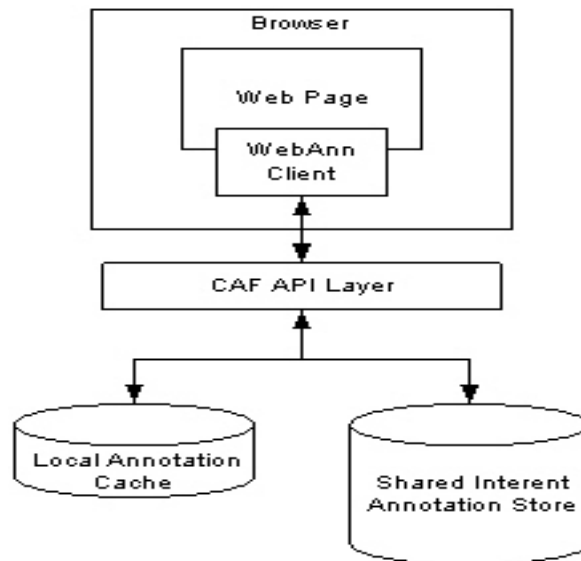 Browser
Web Page
WebAnn
Client
CAF API Layer
Local Annotation
Cache
Shared Interent
Annotation Store